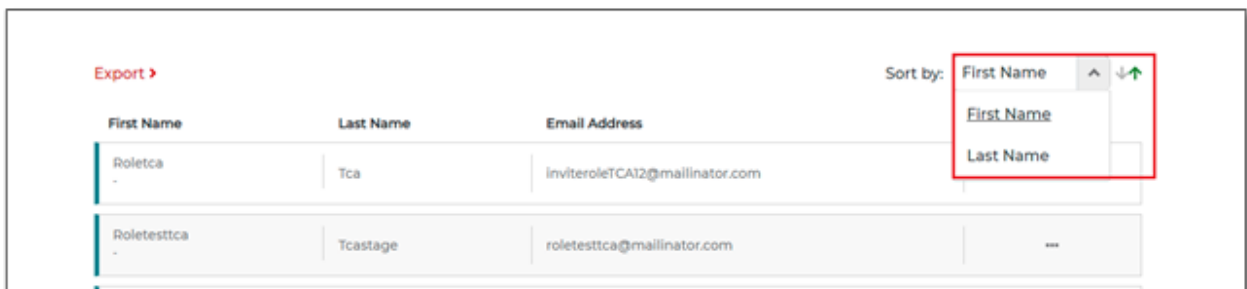 Export
Sort by: First Name
First Name
Last Name
First Name Last Name Email Address
Roletca
-
Tca inviteroleTCA12@mailinator.com
Roletesttca
-
Tcastage roletesttca@mailinator.com ...